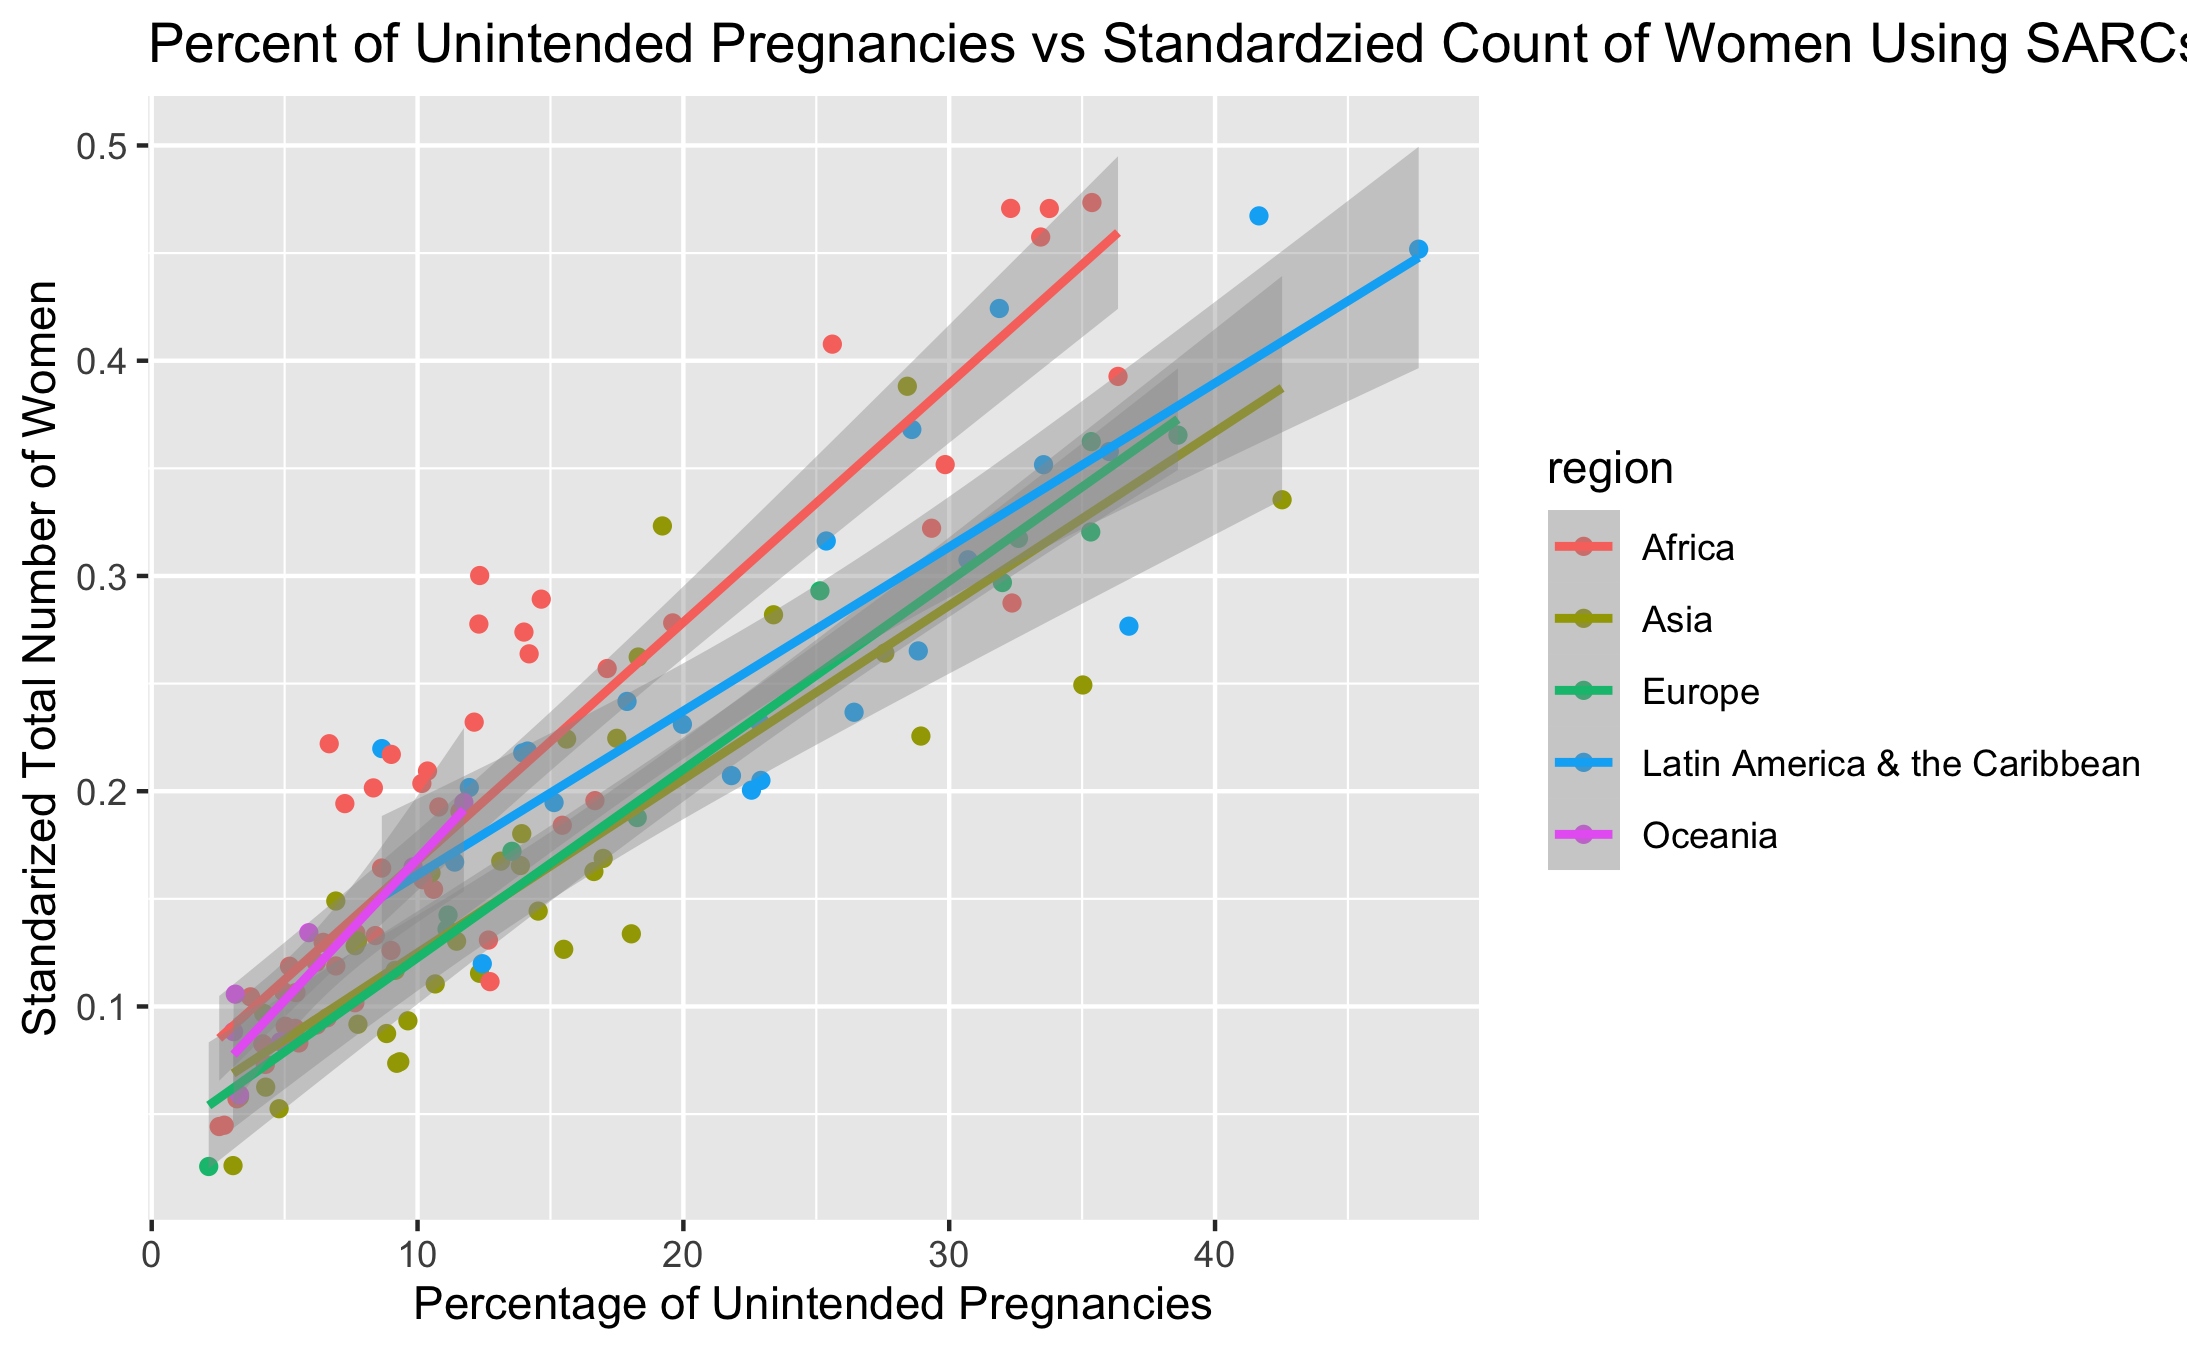 Percent of Unintended Pregnancies vs Standardzied Count of Women Using SARCs
Standarized Total Number of Women
0.5
0.4
0.3
0.2
0.1
0 10 20 30 40
Percentage of Unintended Pregnancies
region
Africa
Asia
Europe
Latin America & the Caribbean
Oceania